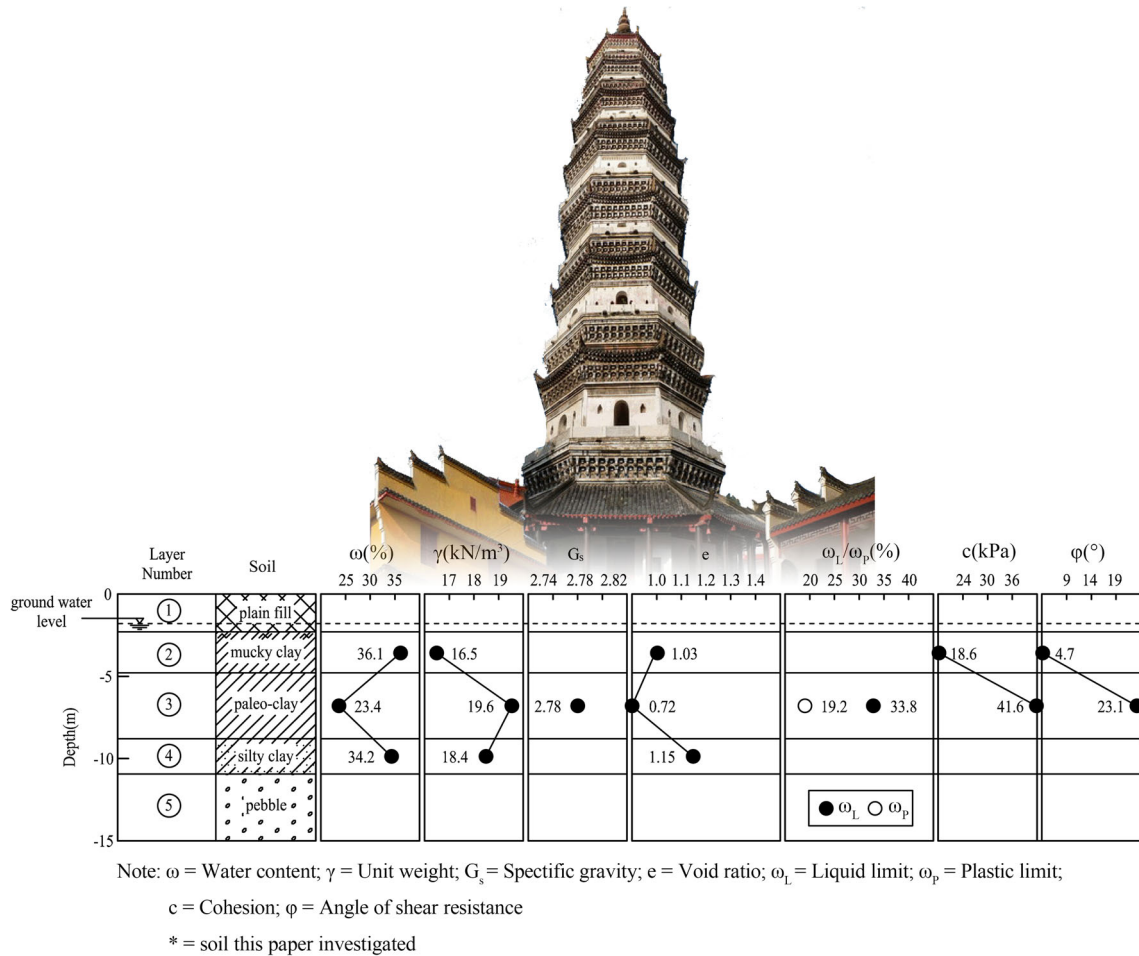 Layer Number Soil ω(%) γ(kN/m³) Gₛ e ω_L/ω_P(%) c(kPa) φ(°)
25 30 35 17 18 19 2.74 2.78 2.82 1.0 1.1 1.2 1.3 1.4 20 25 30 35 40 24 30 36 9 14 19
0
ground water level
① plain fill
② mucky clay 36.1 16.5 1.03 18.6 4.7
-5
③ paleo-clay 23.4 19.6 2.78 0.72 19.2 33.8 41.6 23.1
Depth(m)
④ silty clay 34.2 18.4 1.15
-10
⑤ pebble ω_L ω_P
-15
Note: ω = Water content; γ = Unit weight; Gₛ = Spectific gravity; e = Void ratio; ω_L = Liquid limit; ω_P = Plastic limit;
c = Cohesion; φ = Angle of shear resistance
* = soil this paper investigated